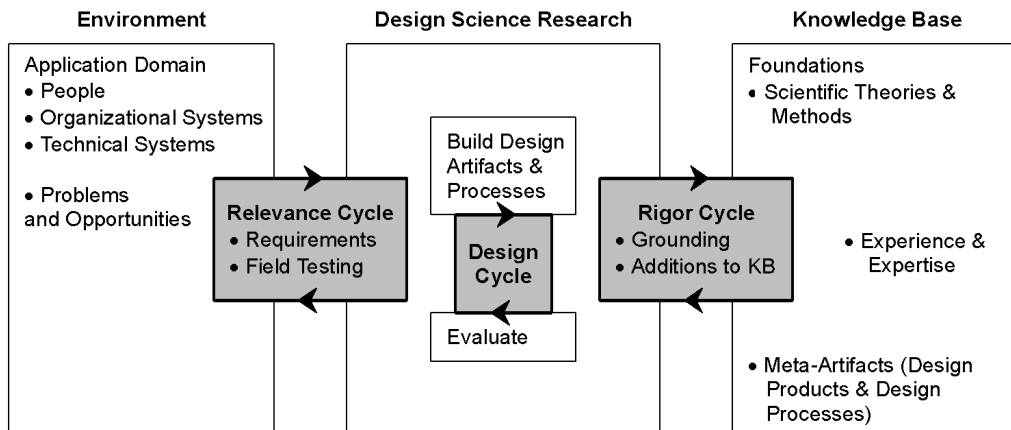 Environment
Design Science Research
Knowledge Base
Application Domain
• People
• Organizational Systems
• Technical Systems
• Problems
and Opportunities
Relevance Cycle
• Requirements
• Field Testing
Build Design
Artifacts &
Processes
Design
Cycle
Evaluate
Rigor Cycle
• Grounding
• Additions to KB
Foundations
• Scientific Theories &
Methods
• Experience &
Expertise
• Meta-Artifacts (Design
Products & Design
Processes)